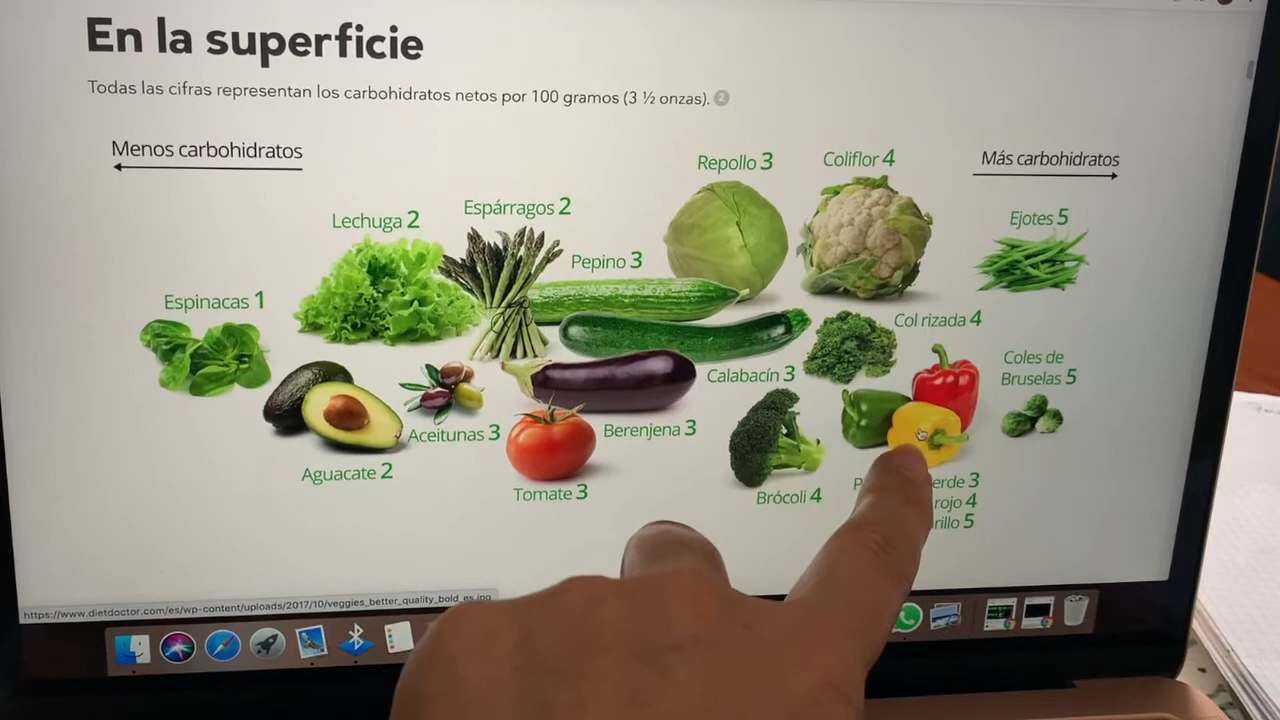 En la superficie
Todas las cifras representan los carbohidratos netos por 100 gramos (3 ½ onzas). 2
Menos carbohidratos
Más carbohidratos
Repollo 3
Coliflor 4
Lechuga 2
Espárragos 2
Ejotes 5
Pepino 3
Espinacas 1
Col rizada 4
Calabacín 3
Coles de
Bruselas 5
Aceitunas 3
Berenjena 3
Aguacate 2
Tomate 3
Brócoli 4
erde 3
rojo 4
rillo 5
https://www.dietdoctor.com/es/wp-content/uploads/2017/10/veggies_better_quality_bold_es.jpg